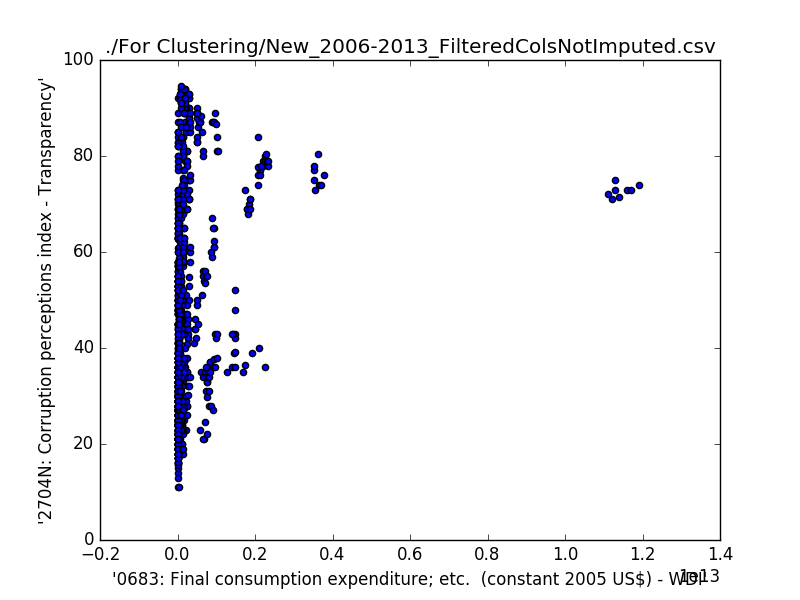 ./For Clustering/New_2006-2013_FilteredColsNotImputed.csv
'2704N: Corruption perceptions index - Transparency'
100
80
60
40
20
0
−0.2 0.0 0.2 0.4 0.6 0.8 1.0 1.2 1.4
1e13
'0683: Final consumption expenditure; etc. (constant 2005 US$) - WDI'